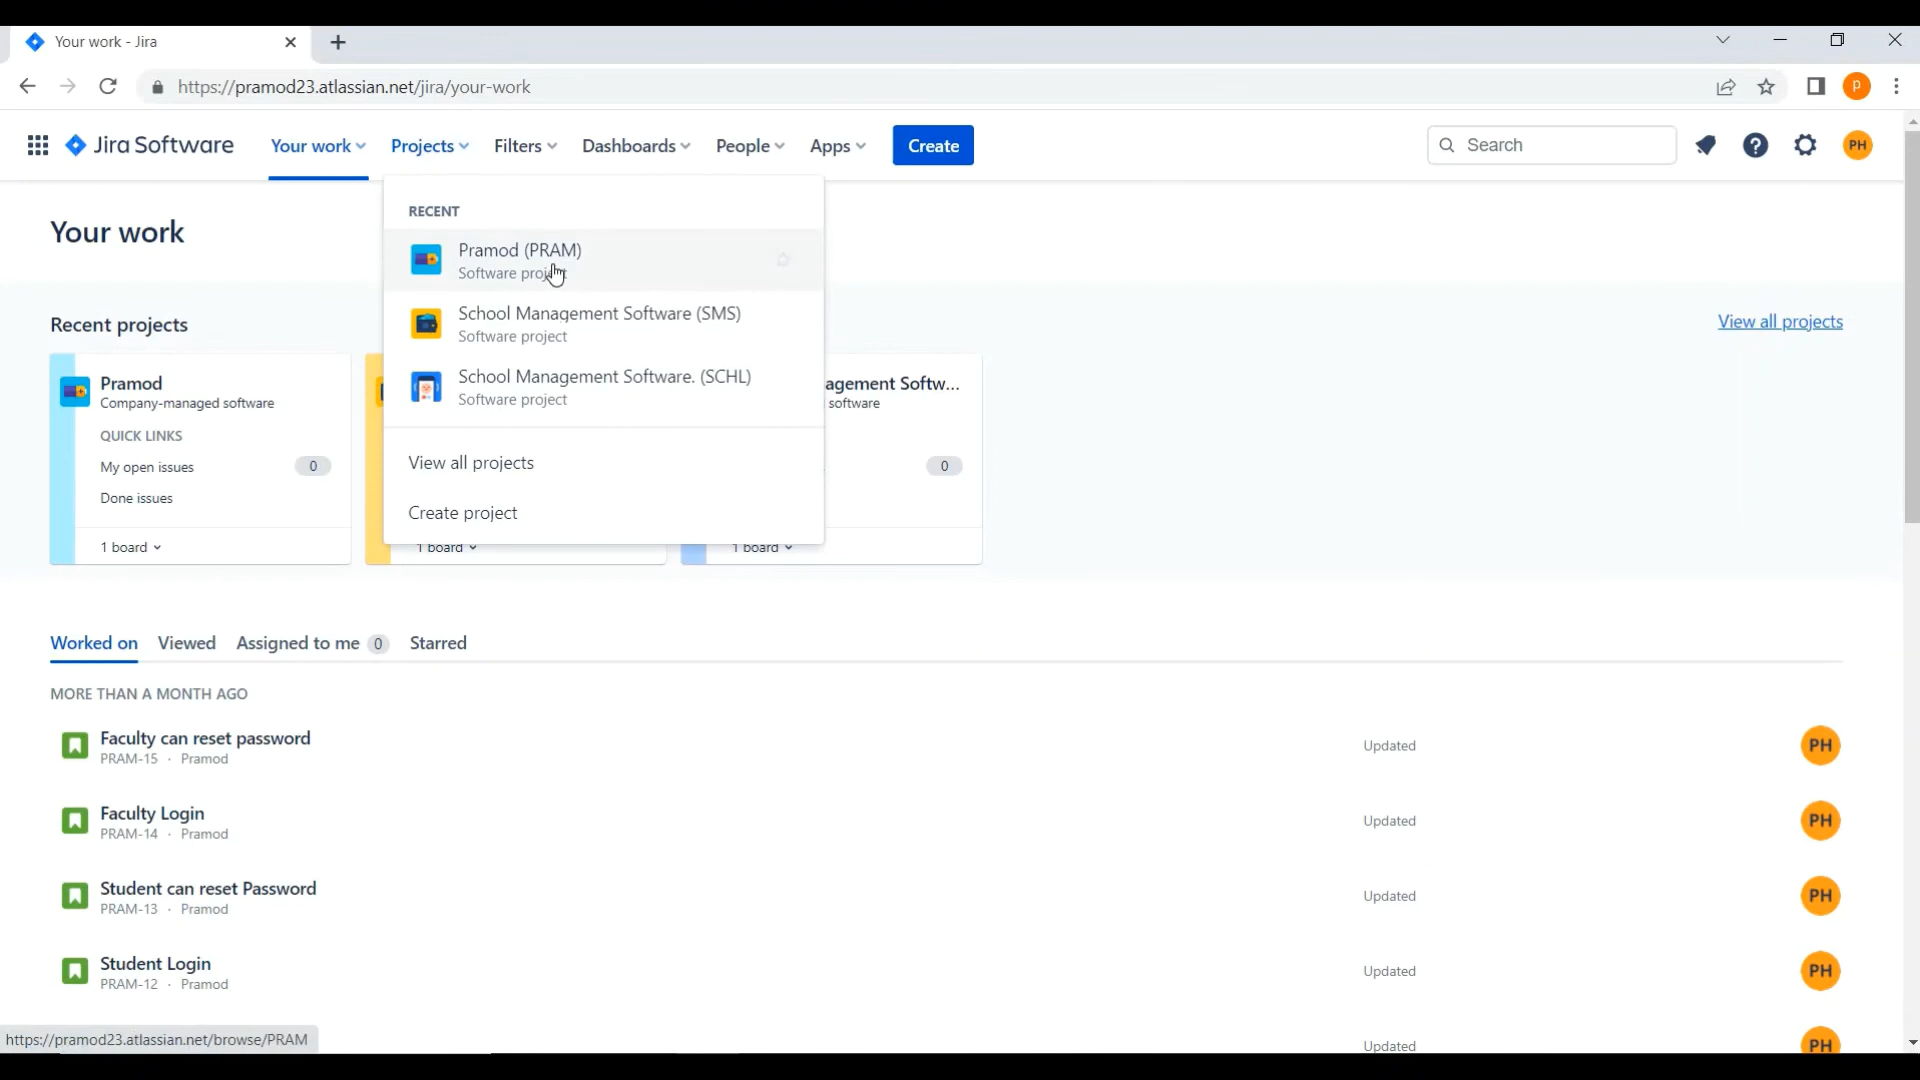 Your work - Jira
https://pramod23.atlassian.net/jira/your-work
P
Jira Software
Your work
Projects
Filters
Dashboards
People
Apps
Create
Search
PH
Your work
RECENT
Pramod (PRAM)
Software project
School Management Software (SMS)
Software project
School Management Software. (SCHL)
Software project
View all projects
Create project
Recent projects
View all projects
Pramod
Company-managed software
QUICK LINKS
My open issues 0
Done issues
1 board
1 board
agement Softw...
software
0
1 board
Worked on
Viewed
Assigned to me 0
Starred
MORE THAN A MONTH AGO
Faculty can reset password
PRAM-15 · Pramod
Updated
PH
Faculty Login
PRAM-14 · Pramod
Updated
PH
Student can reset Password
PRAM-13 · Pramod
Updated
PH
Student Login
PRAM-12 · Pramod
Updated
PH
Updated
PH
https://pramod23.atlassian.net/browse/PRAM